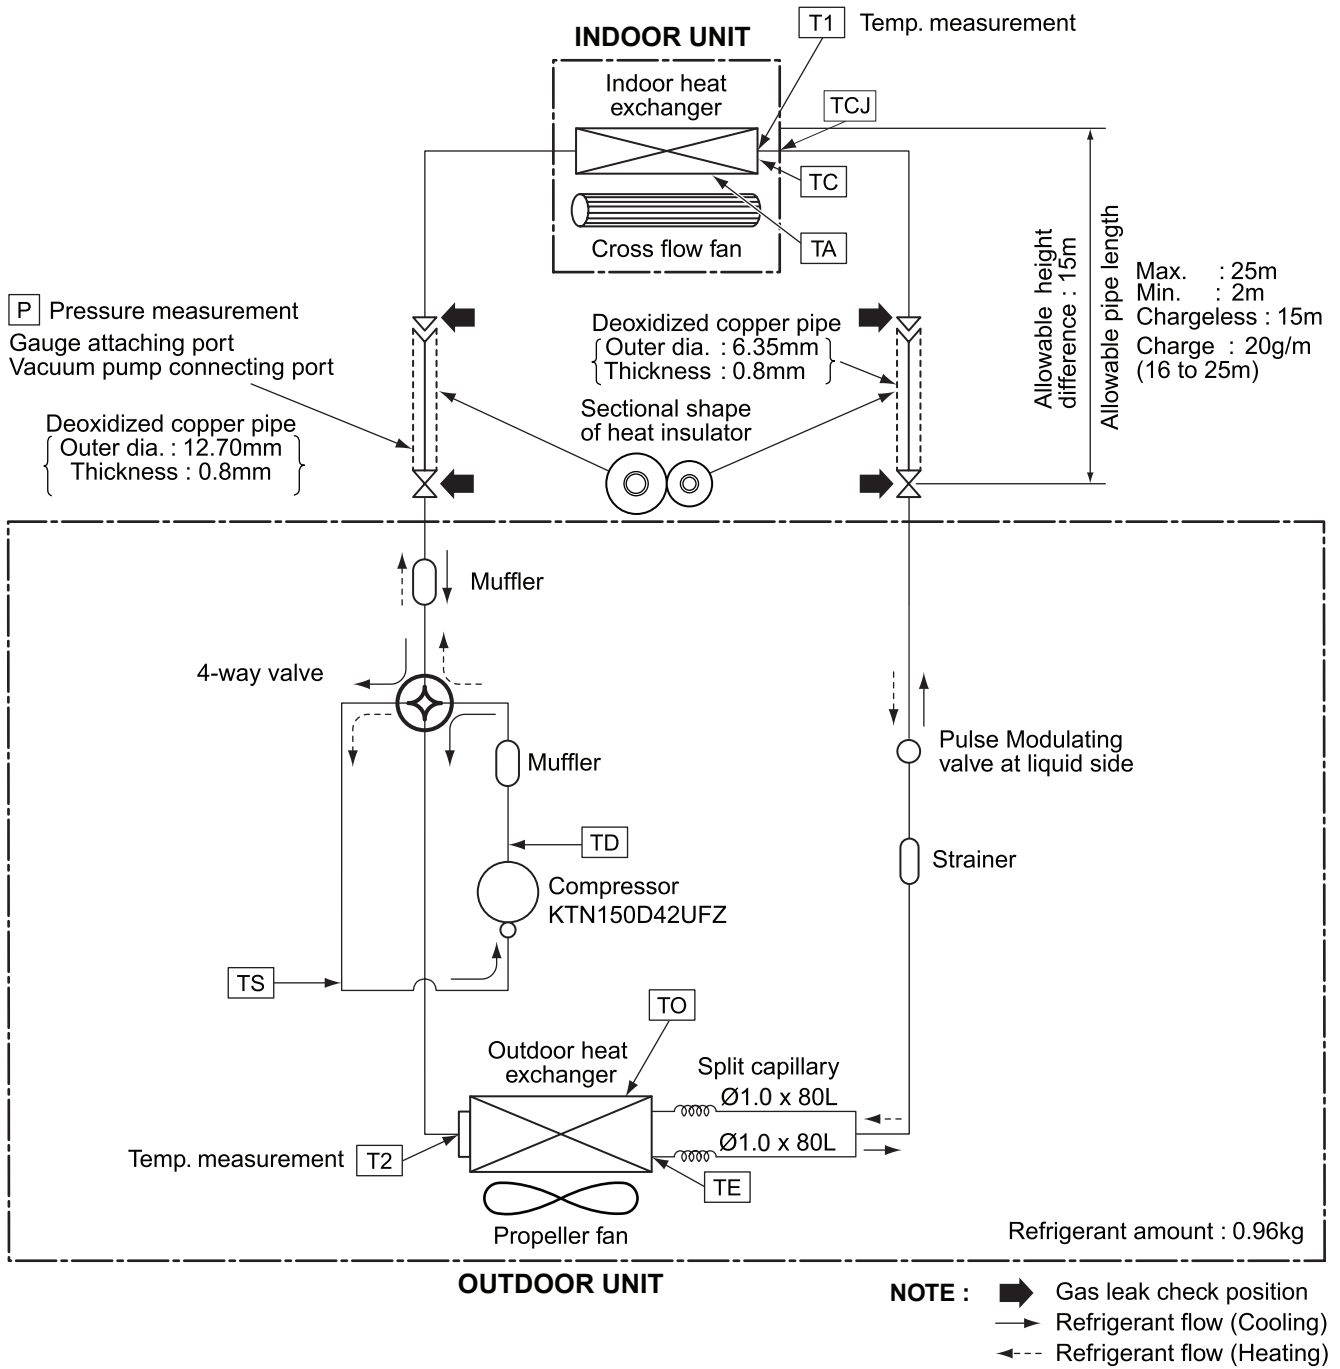 T1 Temp. measurement
INDOOR UNIT
Indoor heat
exchanger
TCJ
TC
TA
Cross flow fan
Allowable height
difference : 15m
Allowable pipe length
Max. : 25m
Min. : 2m
Chargeless : 15m
Charge : 20g/m
(16 to 25m)
P Pressure measurement
Gauge attaching port
Vacuum pump connecting port
Deoxidized copper pipe
Outer dia. : 12.70mm
Thickness : 0.8mm
Deoxidized copper pipe
Outer dia. : 6.35mm
Thickness : 0.8mm
Sectional shape
of heat insulator
Muffler
4-way valve
Muffler
Pulse Modulating
valve at liquid side
TD
Strainer
Compressor
KTN150D42UFZ
TS
TO
Outdoor heat
exchanger
Split capillary
Ø1.0 x 80L
Ø1.0 x 80L
Temp. measurement T2
TE
Propeller fan
Refrigerant amount : 0.96kg
OUTDOOR UNIT
NOTE : Gas leak check position
Refrigerant flow (Cooling)
Refrigerant flow (Heating)